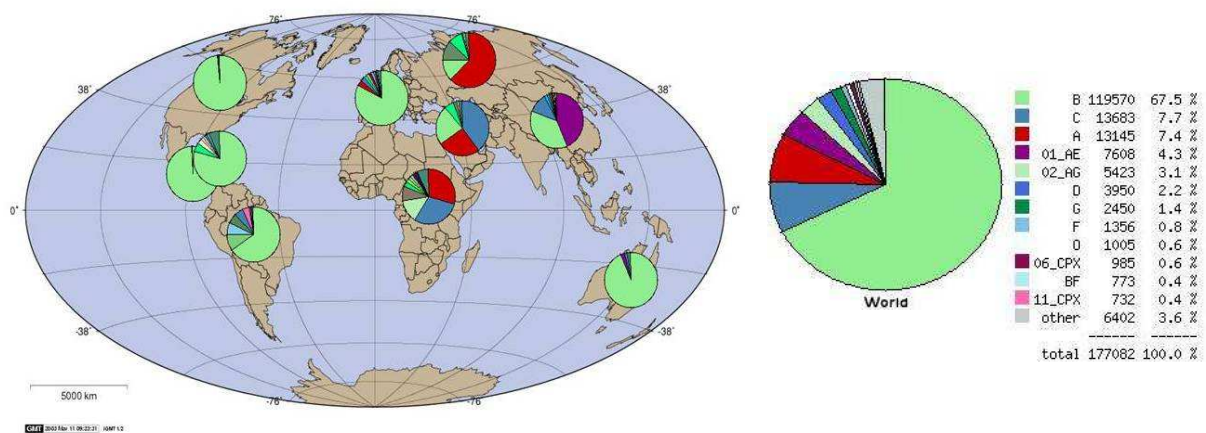 -76° -76°
38° 38°
0° 0°
-38° -38°
-76° -76°
5000 km
GMT
World
B 119570 67.5 %
C 13683 7.7 %
A 13145 7.4 %
01_AE 7608 4.3 %
02_AG 5423 3.1 %
D 3950 2.2 %
G 2450 1.4 %
F 1356 0.8 %
O 1005 0.6 %
06_CPX 985 0.6 %
BF 773 0.4 %
11_CPX 732 0.4 %
other 6402 3.6 %
------ ------
total 177082 100.0 %